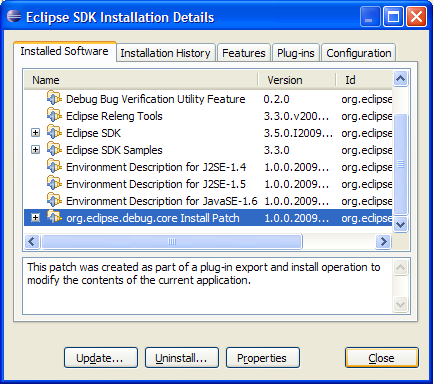 Eclipse SDK Installation Details
Installed Software Installation History Features Plug-ins Configuration
Name Version Id
Debug Bug Verification Utility Feature 0.2.0 org.eclipse
Eclipse Releng Tools 3.3.0.v200... org.eclipse
Eclipse SDK 3.5.0.I2009... org.eclipse
Eclipse SDK Samples 3.3.0 org.eclipse
Environment Description for J2SE-1.4 1.0.0.2009... org.eclipse
Environment Description for J2SE-1.5 1.0.0.2009... org.eclipse
Environment Description for JavaSE-1.6 1.0.0.2009... org.eclipse
org.eclipse.debug.core Install Patch 1.0.0.2009... org.eclipse
This patch was created as part of a plug-in export and install operation to
modify the contents of the current application.
Update... Uninstall... Properties Close